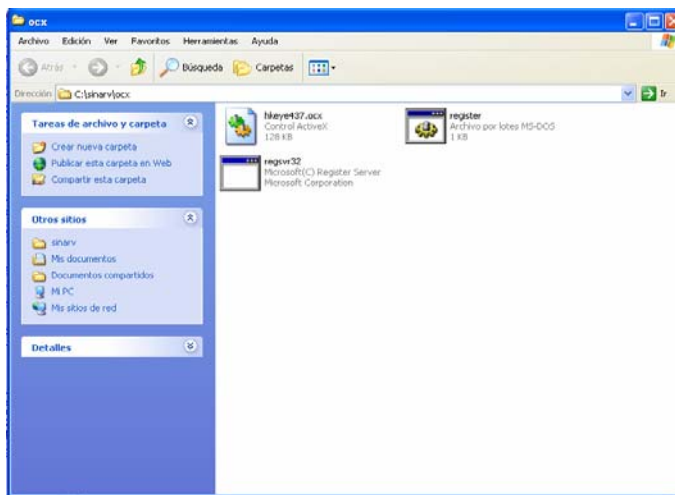 ocx
Archivo Edición Ver Favoritos Herramientas Ayuda
Atrás Búsqueda Carpetas
Dirección C:\sinarv\ocx Ir
Tareas de archivo y carpeta
Crear nueva carpeta
Publicar esta carpeta en Web
Compartir esta carpeta
Otros sitios
sinarv
Mis documentos
Documentos compartidos
Mi PC
Mis sitios de red
Detalles
hkeye437.ocx
Control ActiveX
128 KB
register
Archivo por lotes MS-DOS
1 KB
regsvr32
Microsoft(C) Register Server
Microsoft Corporation